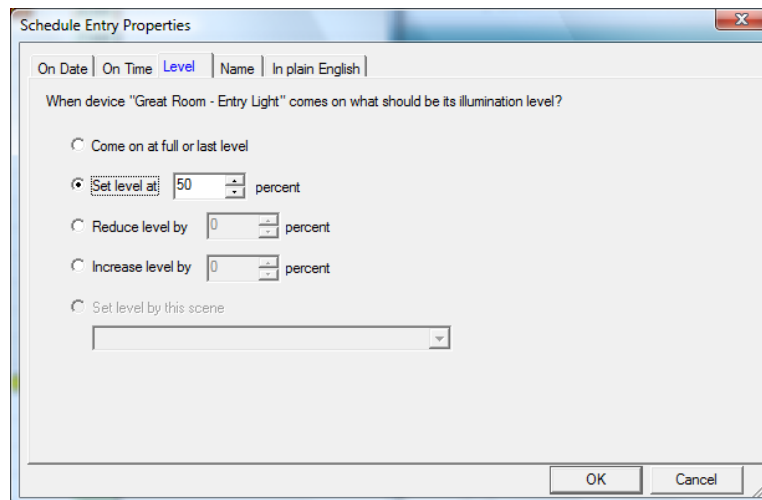 Schedule Entry Properties
On Date On Time Level Name In plain English
When device "Great Room - Entry Light" comes on what should be its illumination level?
Come on at full or last level
Set level at 50 percent
Reduce level by 0 percent
Increase level by 0 percent
Set level by this scene
OK Cancel